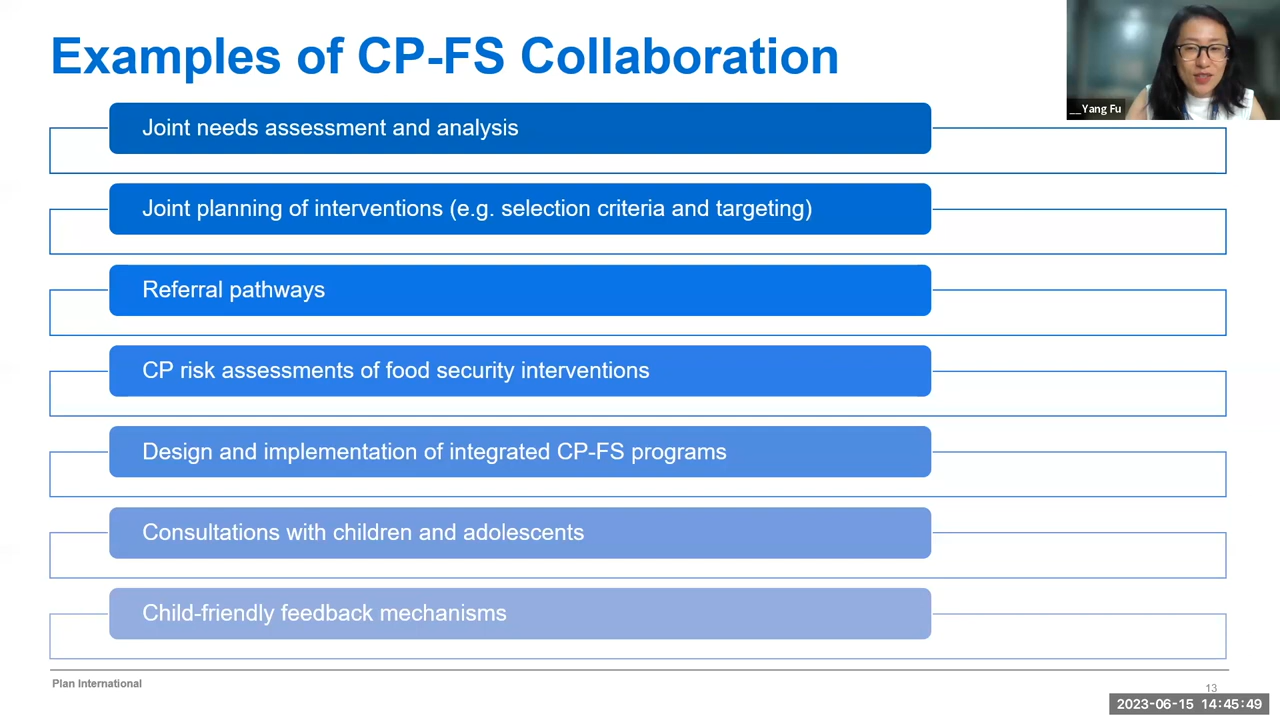 Examples of CP-FS Collaboration
__Yang Fu
Joint needs assessment and analysis
Joint planning of interventions (e.g. selection criteria and targeting)
Referral pathways
CP risk assessments of food security interventions
Design and implementation of integrated CP-FS programs
Consultations with children and adolescents
Child-friendly feedback mechanisms
Plan International
13
2023-06-15 14:45:49